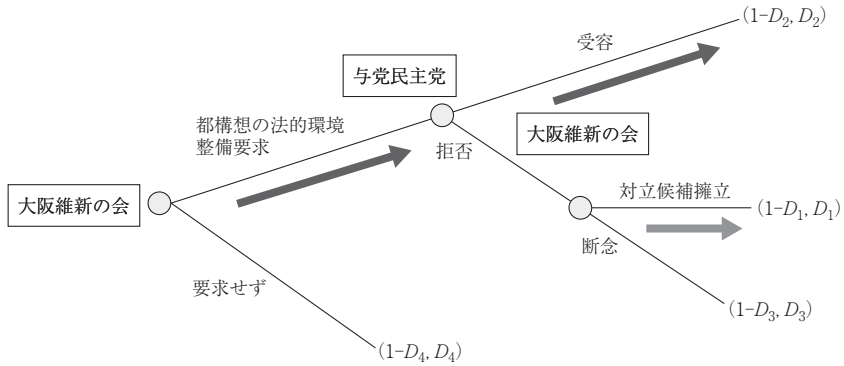 (1-D₂, D₂)
受容
与党民主党
都構想の法的環境
整備要求
大阪維新の会
拒否
大阪維新の会
対立候補擁立
(1-D₁, D₁)
断念
要求せず
(1-D₃, D₃)
(1-D₄, D₄)